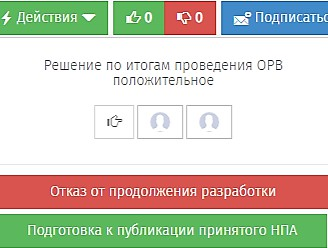 Действия 0 0 Подписаться
Решение по итогам проведения ОРВ
положительное
Отказ от продолжения разработки
Подготовка к публикации принятого НПА